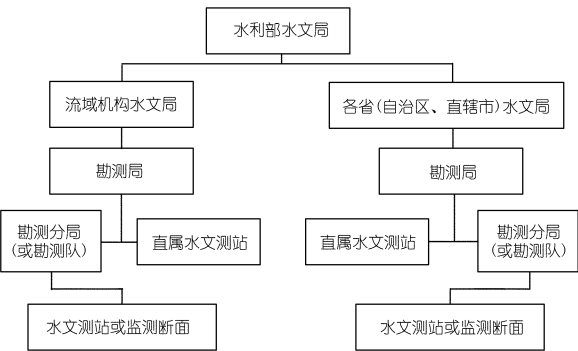 水利部水文局
流域机构水文局
各省(自治区、直辖市)水文局
勘测局
勘测局
勘测分局
(或勘测队)
直属水文测站
直属水文测站
勘测分局
(或勘测队)
水文测站或监测断面
水文测站或监测断面